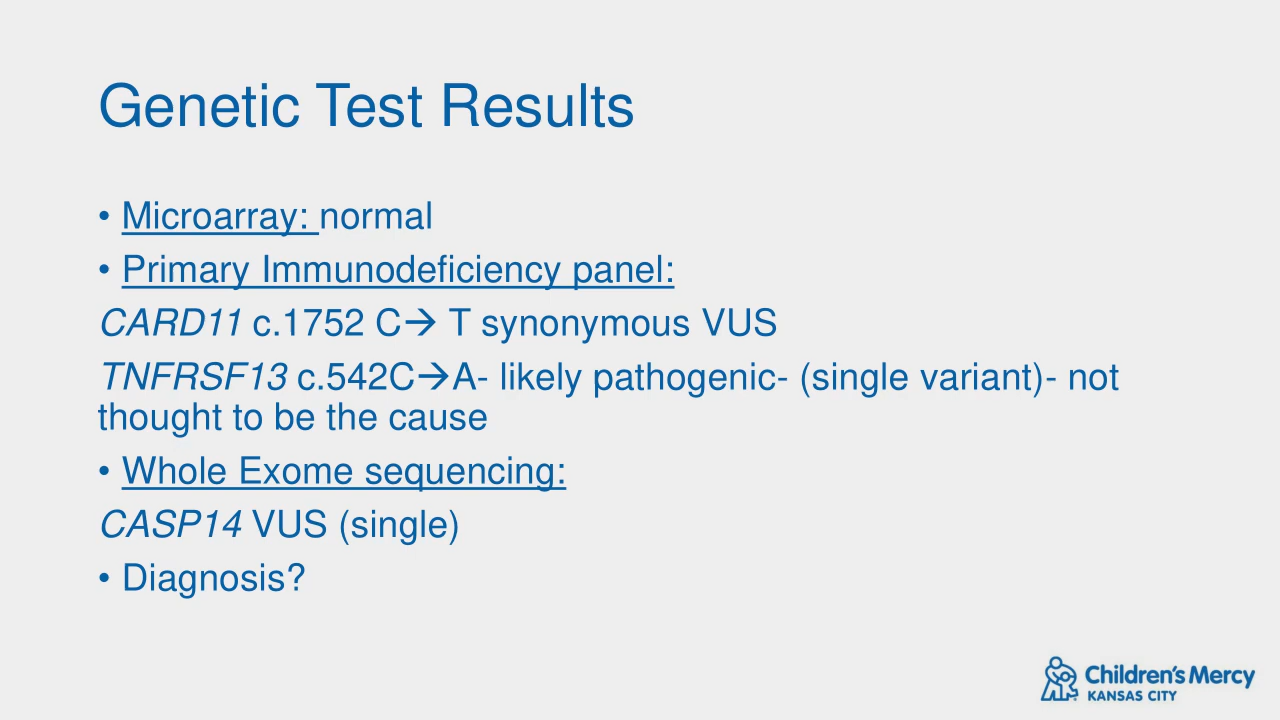 Genetic Test Results
• Microarray: normal
• Primary Immunodeficiency panel:
CARD11 c.1752 C→ T synonymous VUS
TNFRSF13 c.542C→A- likely pathogenic- (single variant)- not
thought to be the cause
• Whole Exome sequencing:
CASP14 VUS (single)
• Diagnosis?
Children's Mercy
KANSAS CITY